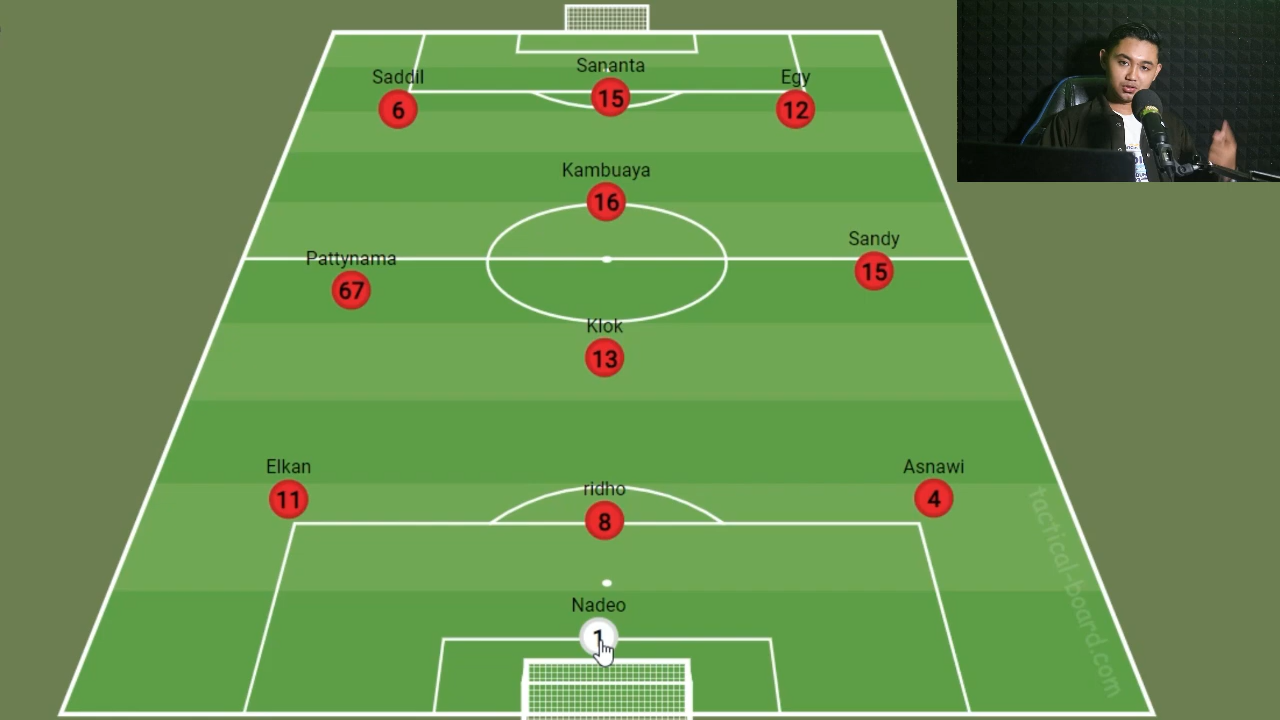 Saddil
6
Sananta
15
Egy
12
Kambuaya
16
Pattynama
67
Sandy
15
Klok
13
Elkan
11
ridho
8
Asnawi
4
Nadeo
1
tactical-board.com